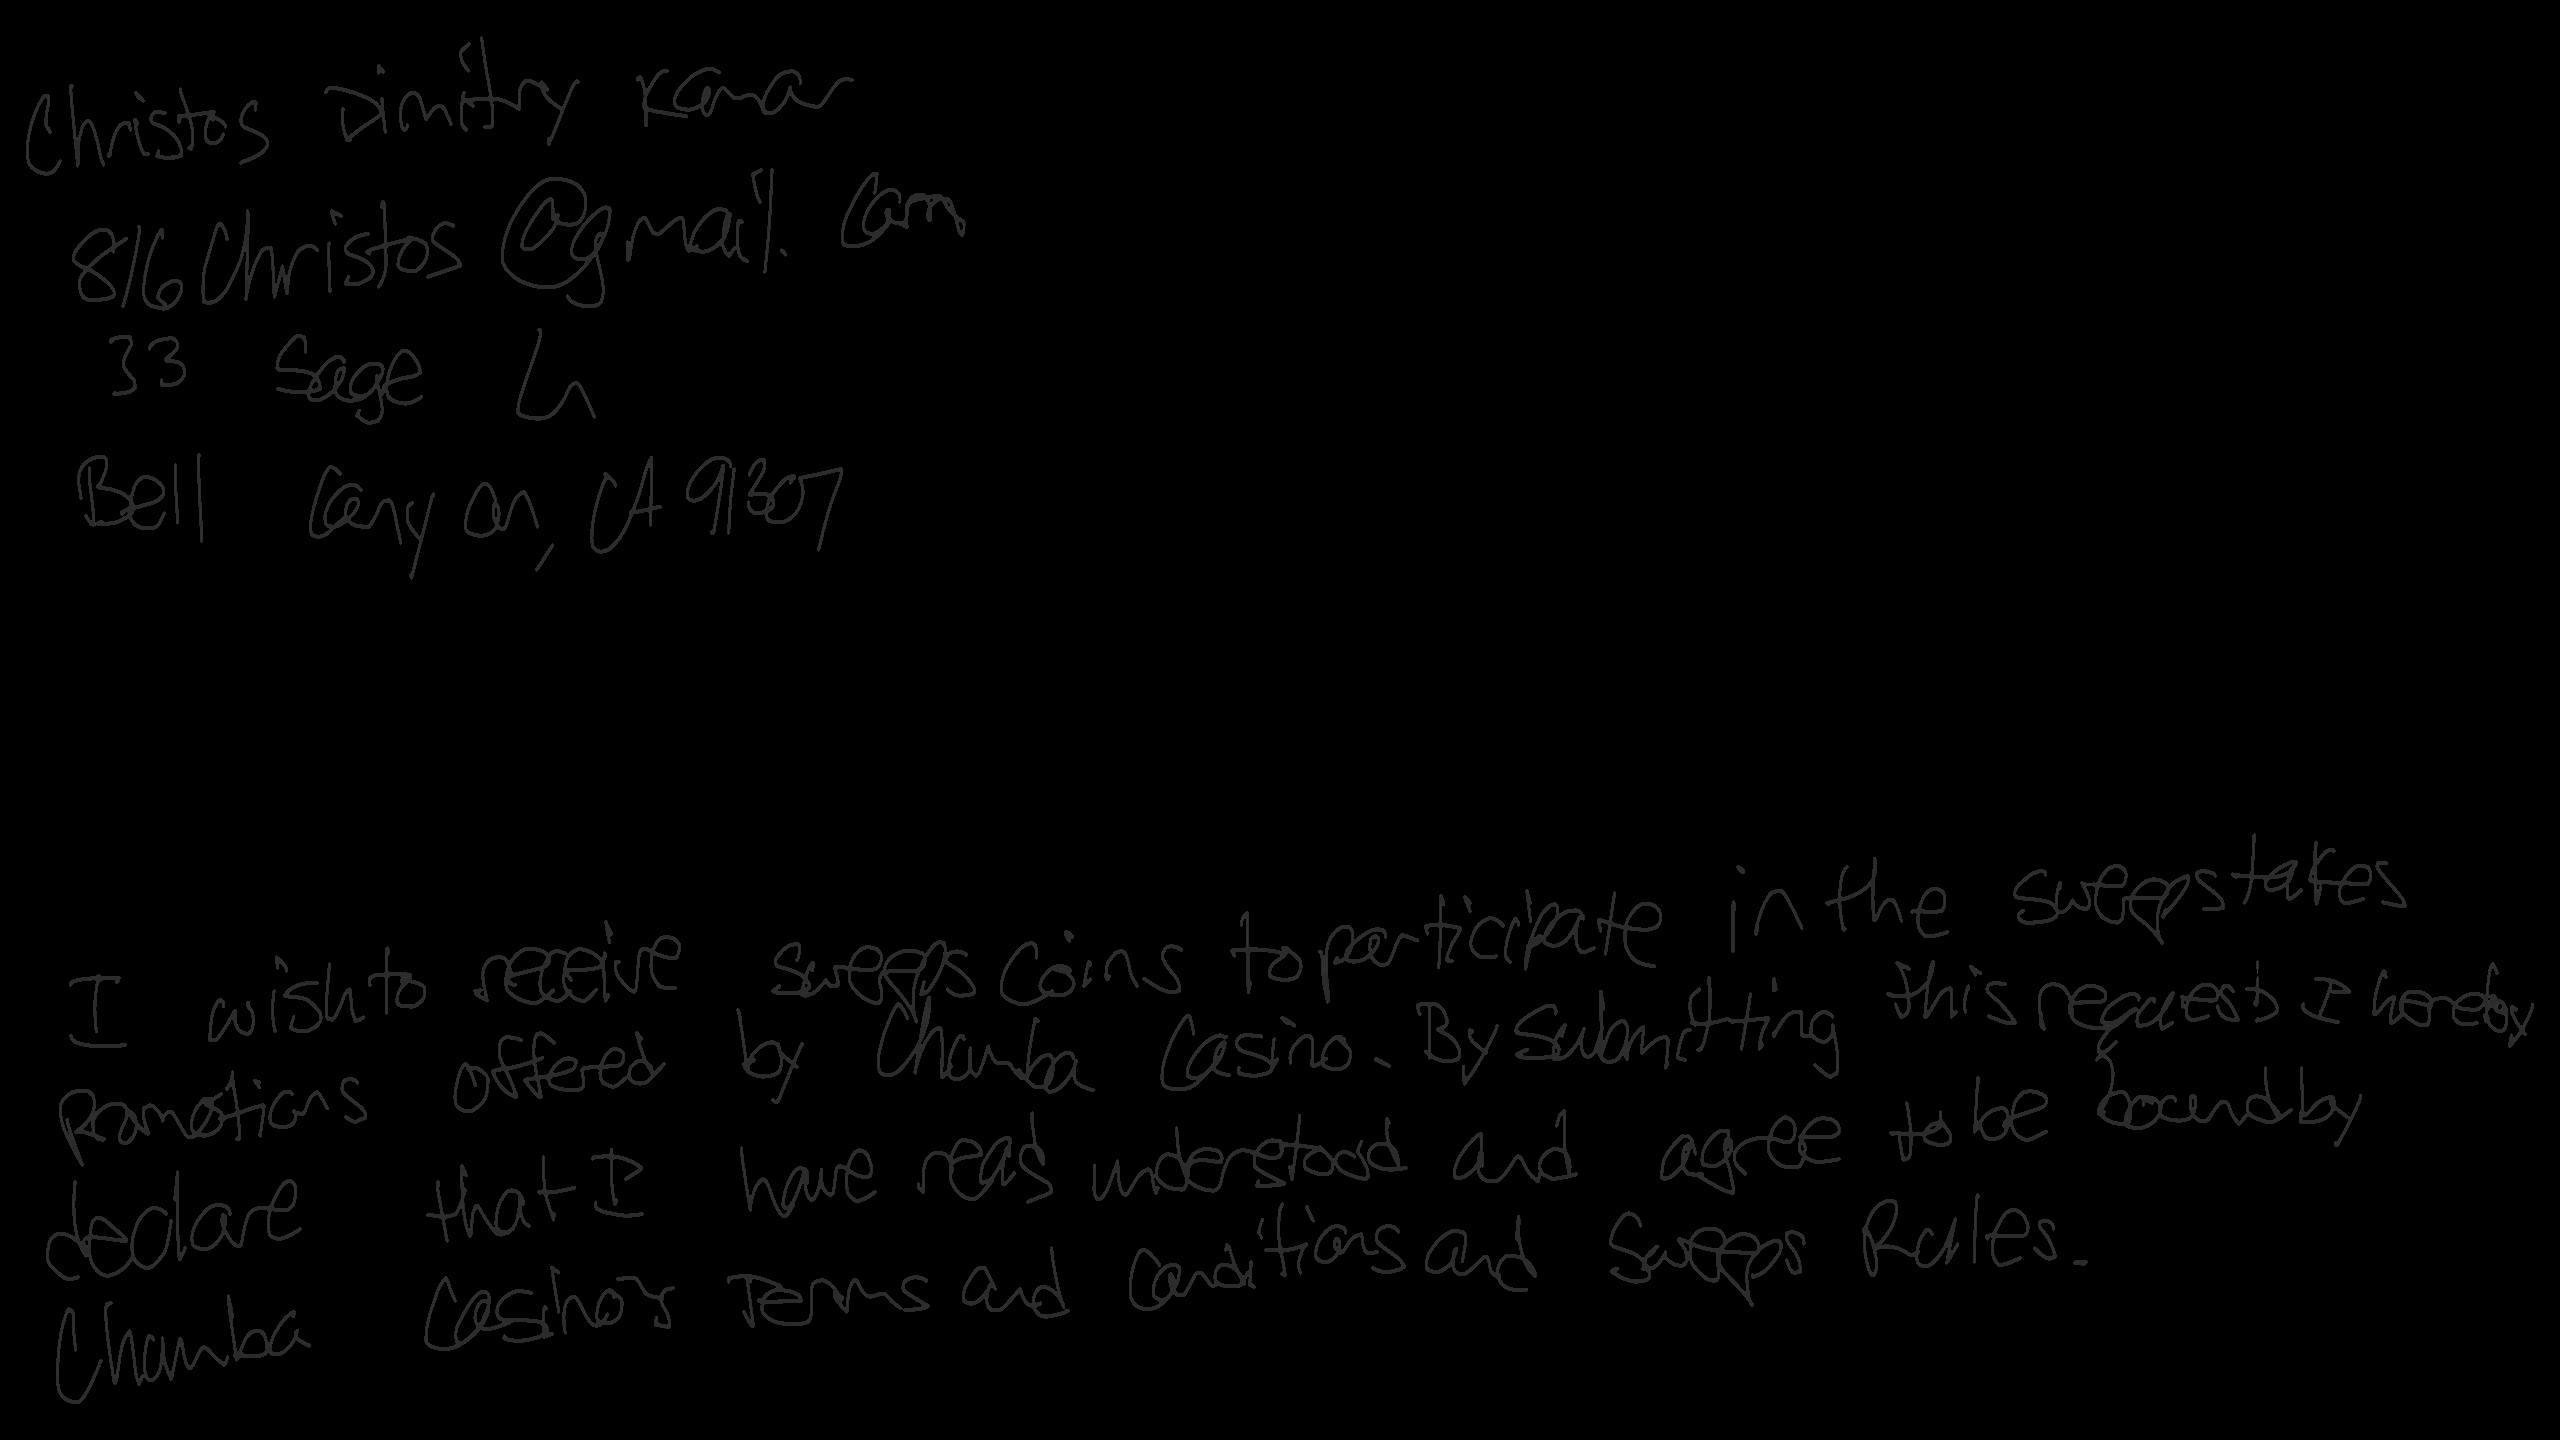 Christos Dimitry Kamar
816Christos@gmail.com
33 Sage Ln
Bell Canyon, CA 91307
I wish to receive sweeps coins to participate in the sweepstakes
promotions offered by Chumba Casino. By submitting this request I hereby
declare that I have read understood and agree to be bound by
Chumba Casino's Terms and Conditions and Sweeps Rules.